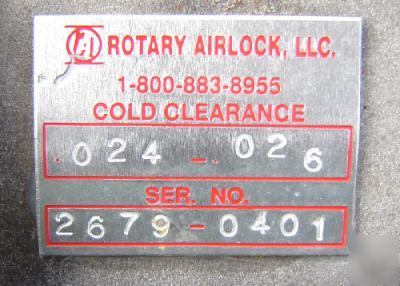 ROTARY AIRLOCK, LLC.
1-800-883-8955
COLD CLEARANCE
024-026
SER. NO.
2679-0401